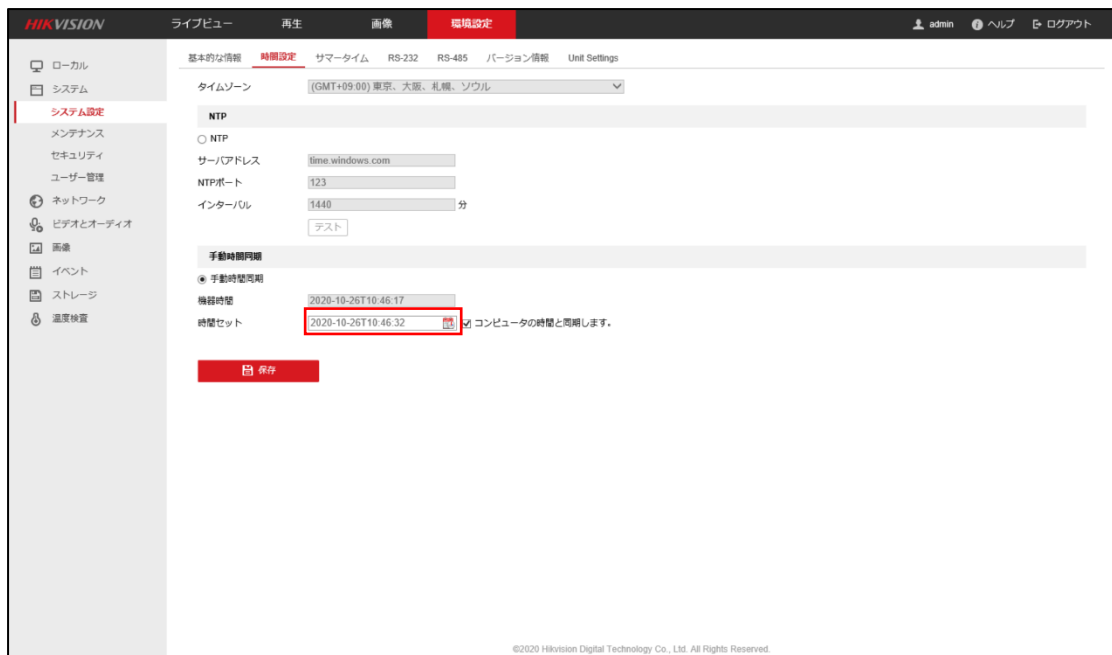 HIKVISION ライブビュー 再生 画像 環境設定 admin ヘルプ ログアウト
基本的な情報 時間設定 サマータイム RS-232 RS-485 バージョン情報 Unit Settings
ローカル
システム
システム設定
メンテナンス
セキュリティ
ユーザー管理
ネットワーク
ビデオとオーディオ
画像
イベント
ストレージ
温度検査
タイムゾーン (GMT+09:00) 東京、大阪、札幌、ソウル
NTP
NTP
サーバアドレス time.windows.com
NTPポート 123
インターバル 1440 分
テスト
手動時間同期
手動時間同期
機器時間 2020-10-26T10:46:17
時間セット 2020-10-26T10:46:32 コンピュータの時間と同期します。
保存
©2020 Hikvision Digital Technology Co., Ltd. All Rights Reserved.